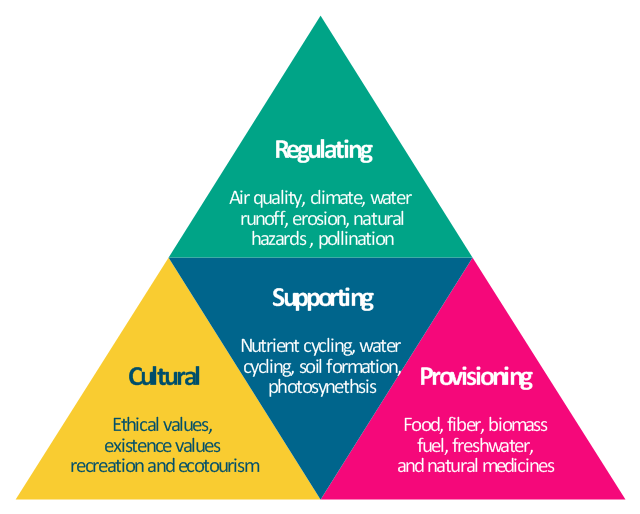 Regulating
Air quality, climate, water
runoff, erosion, natural
hazards , pollination
Supporting
Nutrient cycling, water
cycling, soil formation,
photosynethsis
Cultural
Ethical values,
existence values
recreation and ecotourism
Provisioning
Food, fiber, biomass
fuel, freshwater,
and natural medicines